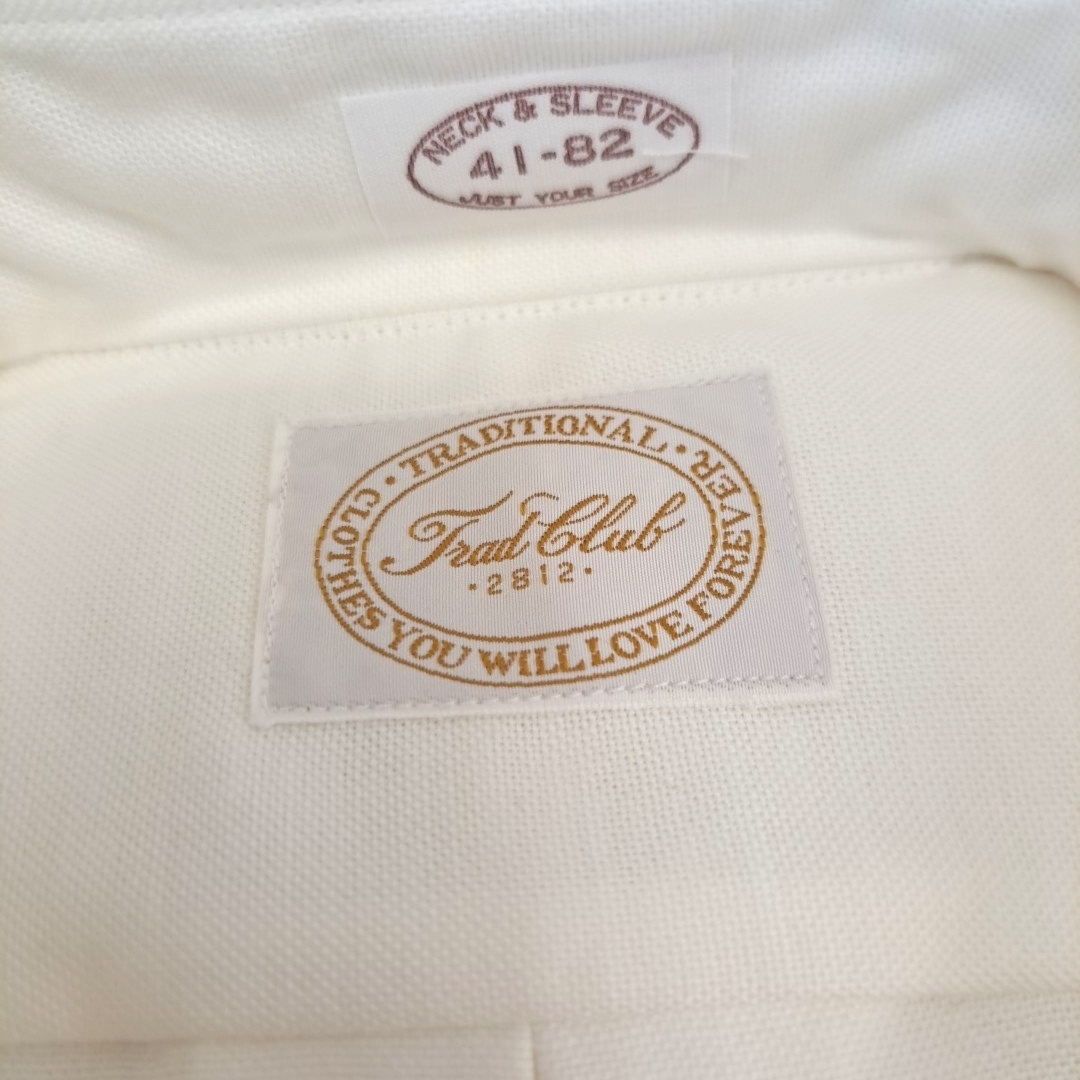 NECK & SLEEVE
41-82
JUST YOUR SIZE
· TRADITIONAL ·
Trad Club
· 2812 ·
CLOTHES YOU WILL LOVE FOREVER